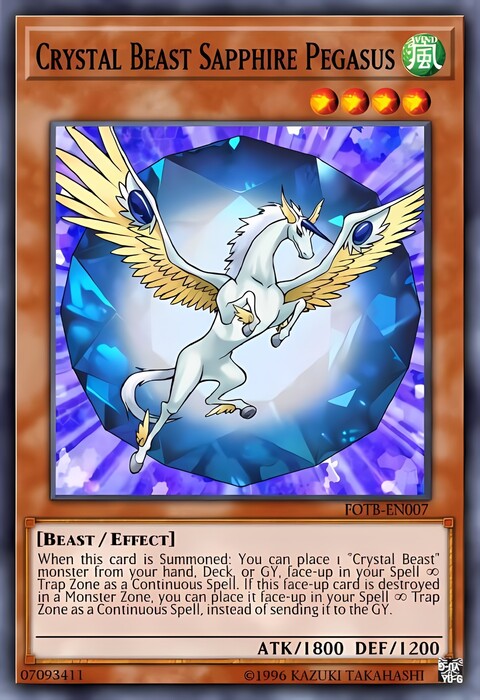 Crystal Beast Sapphire Pegasus
WIND
風
FOTB-EN007
[Beast / Effect]
When this card is Summoned: You can place 1 "Crystal Beast"
monster from your hand, Deck, or GY, face-up in your Spell ∞
Trap Zone as a Continuous Spell. If this face-up card is destroyed
in a Monster Zone, you can place it face-up in your Spell ∞ Trap
Zone as a Continuous Spell, instead of sending it to the GY.
ATK/1800 DEF/1200
07093411
©1996 KAZUKI TAKAHASHI